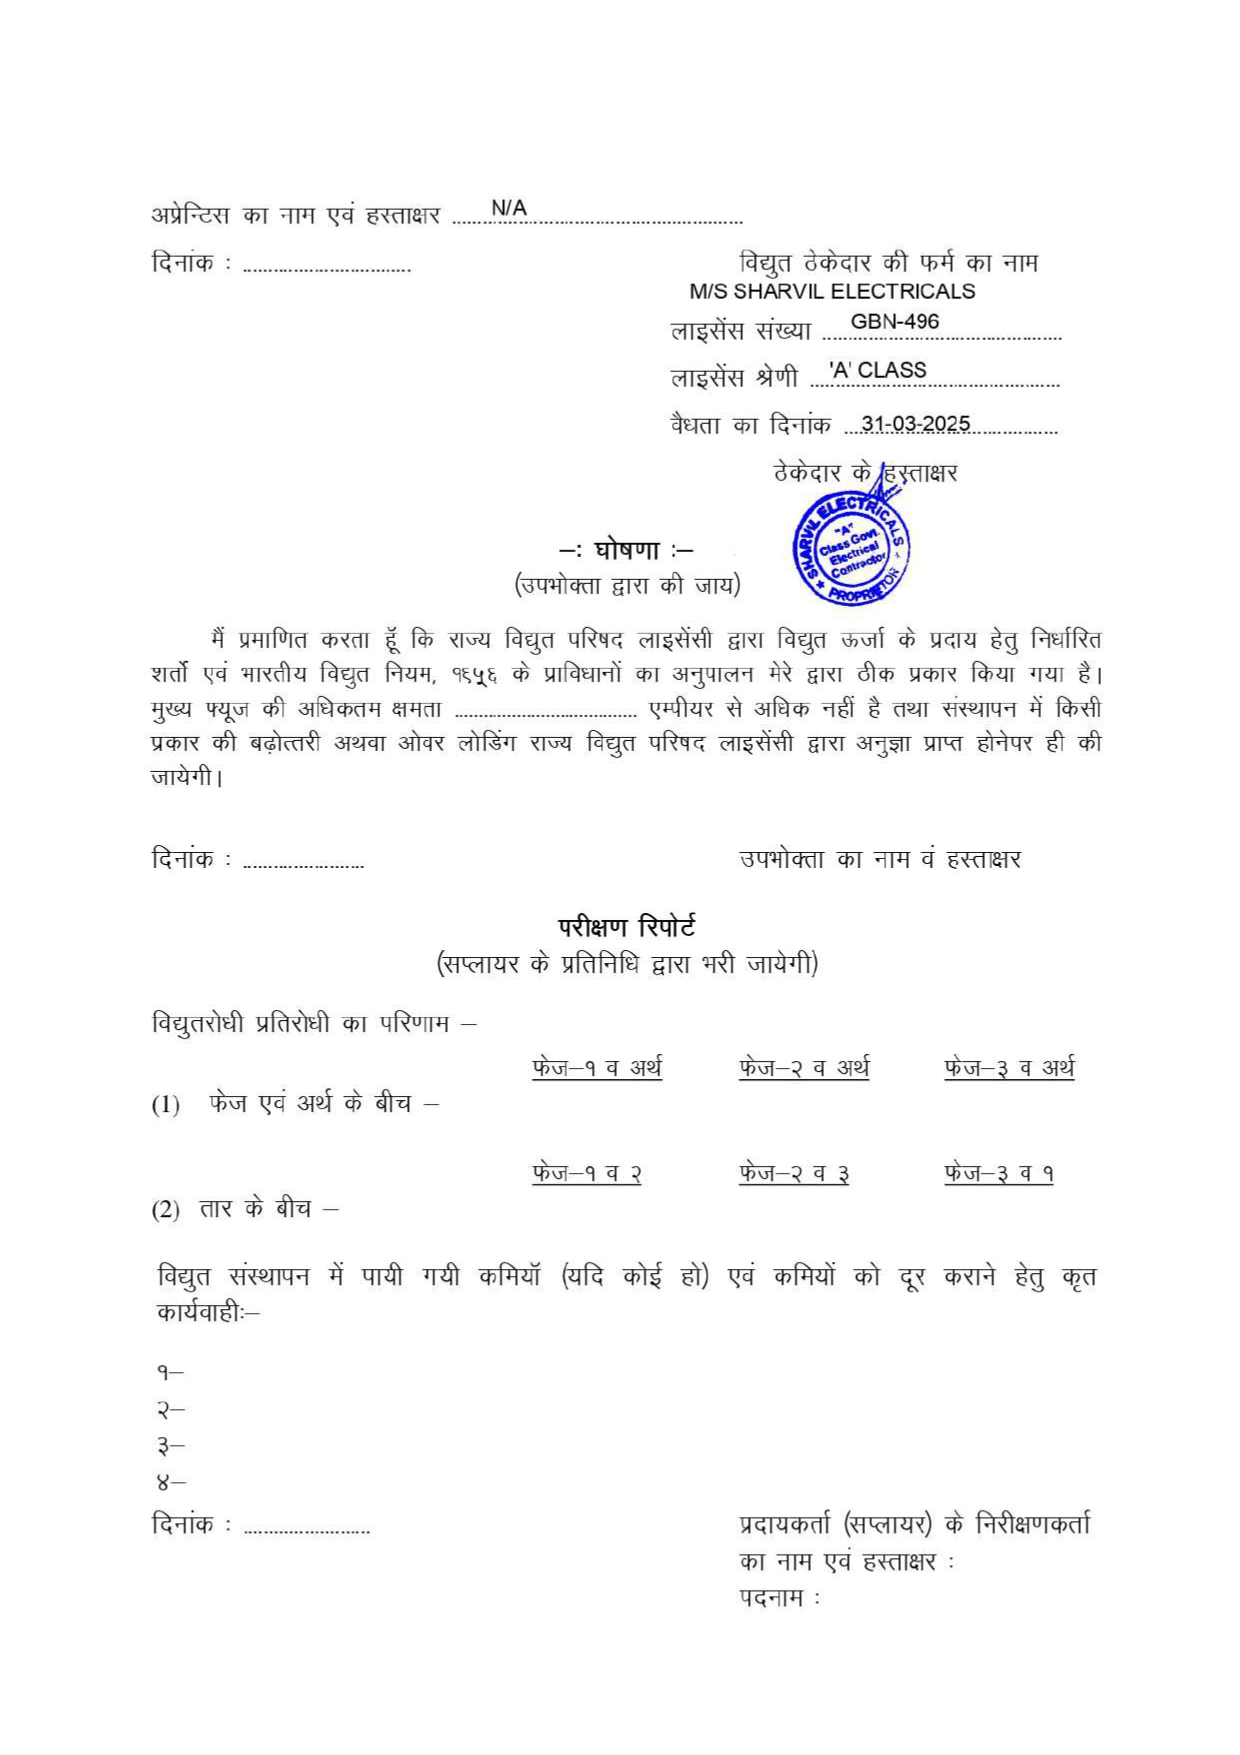 अप्रेन्टिस का नाम एवं हस्ताक्षर ........ N/A ........
दिनांक : ................................
विद्युत ठेकेदार की फर्म का नाम
M/S SHARVIL ELECTRICALS
लाइसेंस संख्या .... GBN-496 ....
लाइसेंस श्रेणी .... 'A' CLASS ....
वैधता का दिनांक .... 31-03-2025 ....
ठेकेदार के हस्ताक्षर
SHARVIL ELECTRICALS
"A"
Class Govt.
Electrical
Contractor
* PROPRIETOR *
–: घोषणा :–
(उपभोक्ता द्वारा की जाय)
मैं प्रमाणित करता हूॅ कि राज्य विद्युत परिषद लाइसेंसी द्वारा विद्युत ऊर्जा के प्रदाय हेतु निर्धारित
शर्तो एवं भारतीय विद्युत नियम, १९५६ के प्राविधानों का अनुपालन मेरे द्वारा ठीक प्रकार किया गया है।
मुख्य फ्यूज की अधिकतम क्षमता .................................... एम्पीयर से अधिक नहीं है तथा संस्थापन में किसी
प्रकार की बढ़ोत्तरी अथवा ओवर लोडिंग राज्य विद्युत परिषद लाइसेंसी द्वारा अनुज्ञा प्राप्त होनेपर ही की
जायेगी।
दिनांक : ........................ उपभोक्ता का नाम वं हस्ताक्षर
परीक्षण रिपोर्ट
(सप्लायर के प्रतिनिधि द्वारा भरी जायेगी)
विद्युतरोधी प्रतिरोधी का परिणाम –
फेज–१ व अर्थ फेज–२ व अर्थ फेज–३ व अर्थ
(1) फेज एवं अर्थ के बीच –
फेज–१ व २ फेज–२ व ३ फेज–३ व १
(2) तार के बीच –
विद्युत संस्थापन में पायी गयी कमियॉ (यदि कोई हो) एवं कमियों को दूर कराने हेतु कृत
कार्यवाहीः–
१–
२–
३–
४–
दिनांक : ......................... प्रदायकर्ता (सप्लायर) के निरीक्षणकर्ता
का नाम एवं हस्ताक्षर :
पदनाम :